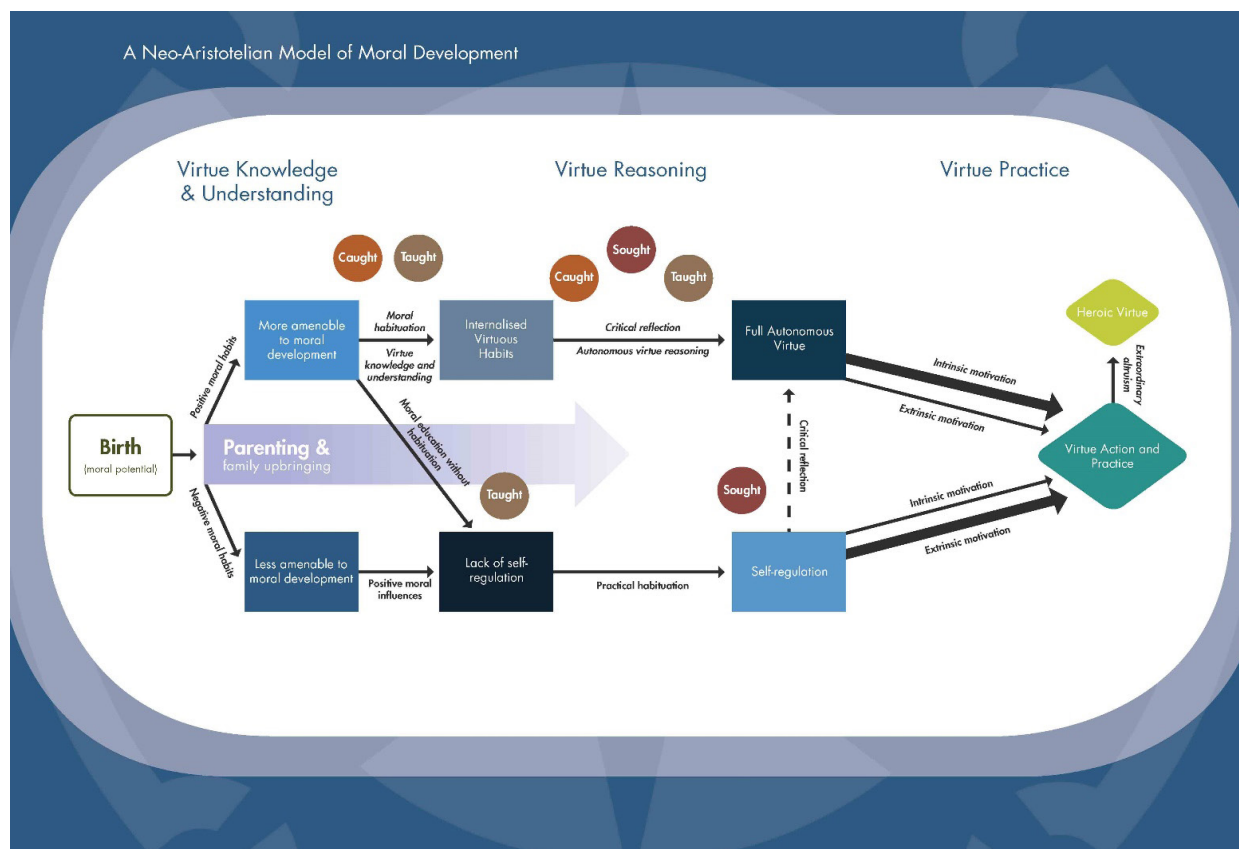 A Neo-Aristotelian Model of Moral Development
Virtue Knowledge
& Understanding
Virtue Reasoning
Virtue Practice
Caught
Taught
Caught
Sought
Taught
More amenable
to moral
development
Moral
habituation
Virtue
knowledge and
understanding
Internalised
Virtuous
Habits
Critical reflection
Autonomous virtue reasoning
Full Autonomous
Virtue
Heroic Virtue
Extraordinary
altruism
Intrinsic motivation
Extrinsic motivation
Positive moral habits
Birth
(moral potential)
Parenting &
family upbringing
Moral education without
habituation
Critical reflection
Virtue Action and
Practice
Negative moral habits
Taught
Sought
Intrinsic motivation
Extrinsic motivation
Less amenable to
moral development
Positive moral
influences
Lack of self-
regulation
Practical habituation
Self-regulation